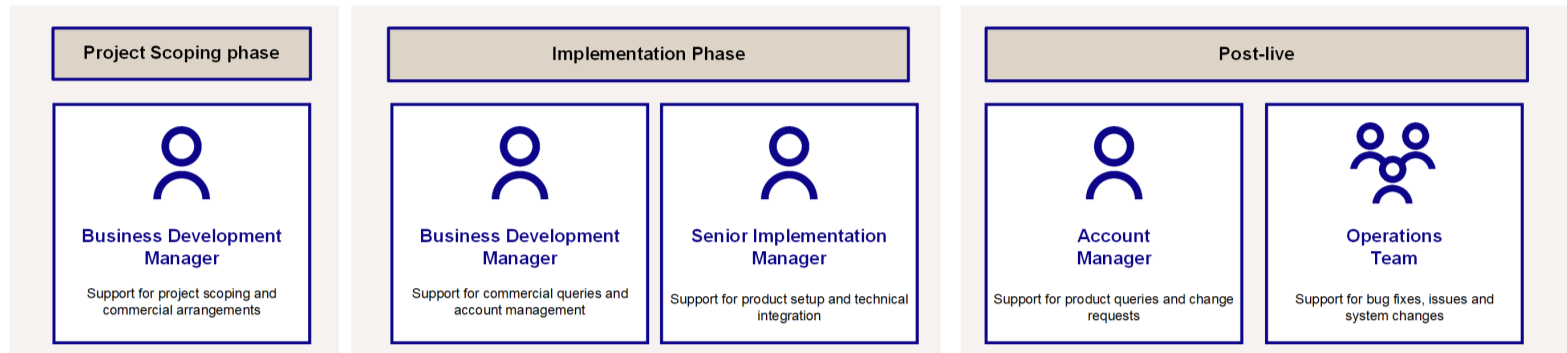 Project Scoping phase
Implementation Phase
Post-live
Business Development
Manager
Support for project scoping and
commercial arrangements
Business Development
Manager
Support for commercial queries and
account management
Senior Implementation
Manager
Support for product setup and technical
integration
Account
Manager
Support for product queries and change
requests
Operations
Team
Support for bug fixes, issues and
system changes